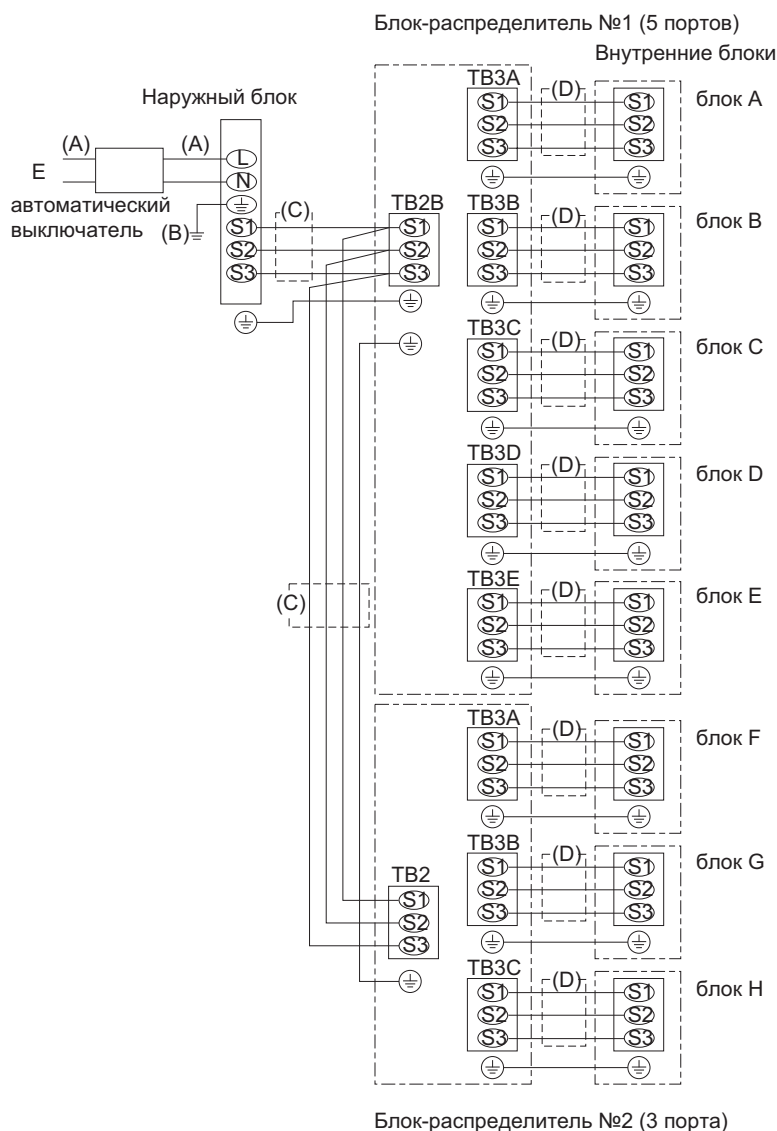 Блок-распределитель №1 (5 портов)
Внутренние блоки
Наружный блок
(A)
(A)
E
автоматический
выключатель
(B)
L
N
S1
S2
S3
(C)
TB2B
S1
S2
S3
TB3A
S1
S2
S3
(D)
S1
S2
S3
блок A
TB3B
S1
S2
S3
(D)
S1
S2
S3
блок B
TB3C
S1
S2
S3
(D)
S1
S2
S3
блок C
TB3D
S1
S2
S3
(D)
S1
S2
S3
блок D
(C)
TB3E
S1
S2
S3
(D)
S1
S2
S3
блок E
TB3A
S1
S2
S3
(D)
S1
S2
S3
блок F
TB2
S1
S2
S3
TB3B
S1
S2
S3
(D)
S1
S2
S3
блок G
TB3C
S1
S2
S3
(D)
S1
S2
S3
блок H
Блок-распределитель №2 (3 порта)